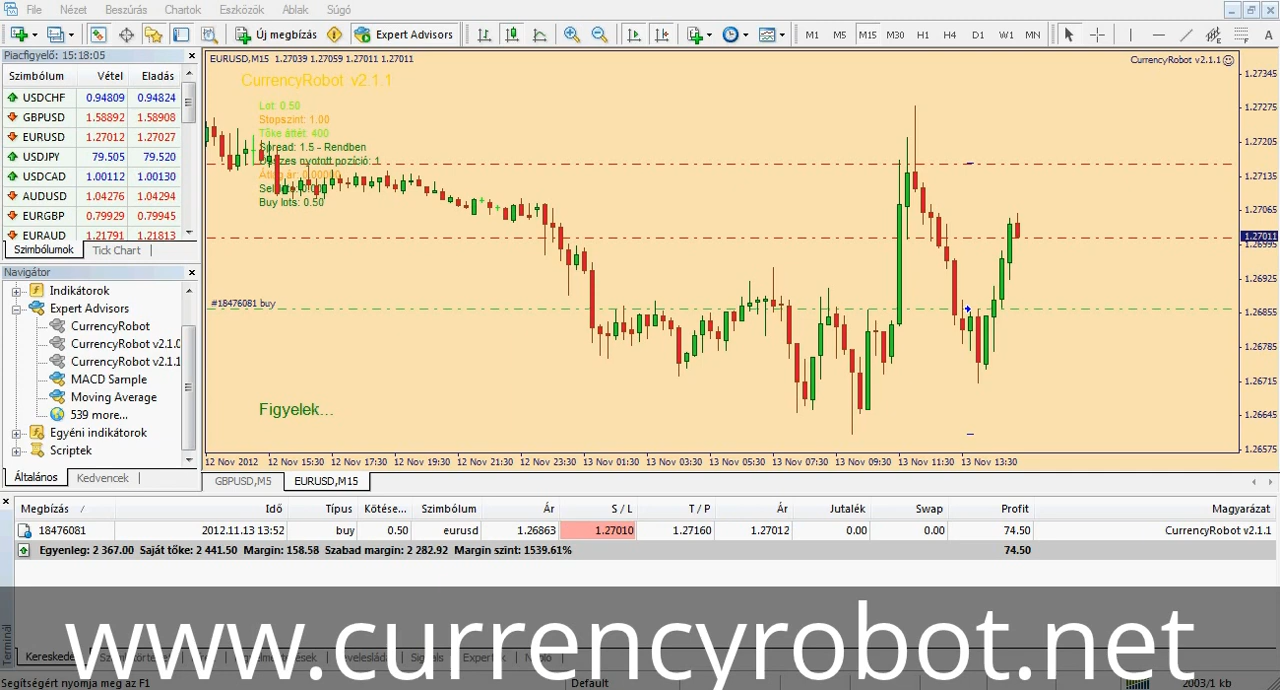 File Nézet Beszúrás Chartok Eszközök Ablak Súgó
Új megbízás Expert Advisors M1 M5 M15 M30 H1 H4 D1 W1 MN A
Piacfigyelő: 15:18:05
Szimbólum Vétel Eladás
USDCHF 0.94809 0.94824
GBPUSD 1.58892 1.58908
EURUSD 1.27012 1.27027
USDJPY 79.505 79.520
USDCAD 1.00112 1.00130
AUDUSD 1.04276 1.04294
EURGBP 0.79929 0.79945
EURAUD 1.21791 1.21813
Szimbólumok Tick Chart
Navigátor
Indikátorok
Expert Advisors
CurrencyRobot
CurrencyRobot v2.1.0
CurrencyRobot v2.1.1
MACD Sample
Moving Average
539 more...
Egyéni indikátorok
Scriptek
Általános Kedvencek
EURUSD,M15 1.27039 1.27059 1.27011 1.27011
CurrencyRobot v2.1.1
CurrencyRobot v2.1.1
Lot: 0.50
Stopszint: 1.00
Tőke áttét: 400
Spread: 1.5 - Rendben
Összes nyotott pozíció: 1
Buy lots: 0.50
#18476081 buy
Figyelek...
1.27345
1.27275
1.27205
1.27135
1.27065
1.27011
1.26995
1.26925
1.26855
1.26785
1.26715
1.26645
1.26575
12 Nov 2012 12 Nov 15:30 12 Nov 17:30 12 Nov 19:30 12 Nov 21:30 12 Nov 23:30 13 Nov 01:30 13 Nov 03:30 13 Nov 05:30 13 Nov 07:30 13 Nov 09:30 13 Nov 11:30 13 Nov 13:30
GBPUSD,M5 EURUSD,M15
Megbízás / Idő Típus Kötése... Szimbólum Ár S / L T / P Ár Jutalék Swap Profit Magyarázat
18476081 2012.11.13 13:52 buy 0.50 eurusd 1.26863 1.27010 1.27160 1.27012 0.00 0.00 74.50 CurrencyRobot v2.1.1
Egyenleg: 2 367.00 Saját tőke: 2 441.50 Margin: 158.58 Szabad margin: 2 282.92 Margin szint: 1539.61% 74.50
www.currencyrobot.net
Terminál
Segítségért nyomja meg az F1 Default 2003/1 kb